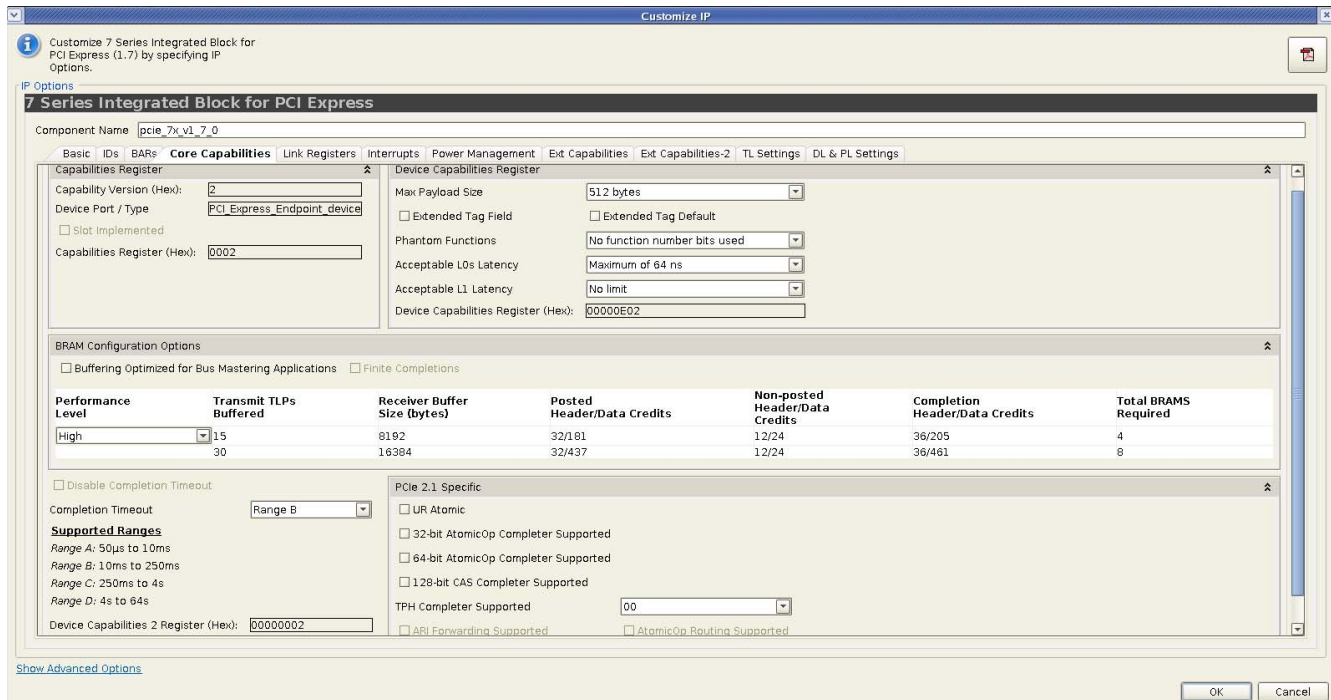 Customize IP
Customize 7 Series Integrated Block for
PCI Express (1.7) by specifying IP
Options.
IP Options
7 Series Integrated Block for PCI Express
Component Name pcie_7x_v1_7_0
Basic IDs BARs Core Capabilities Link Registers Interrupts Power Management Ext Capabilities Ext Capabilities-2 TL Settings DL & PL Settings
Capabilities Register
Capability Version (Hex): 2
Device Port / Type PCI_Express_Endpoint_device
Slot Implemented
Capabilities Register (Hex): 0002
Device Capabilities Register
Max Payload Size 512 bytes
Extended Tag Field Extended Tag Default
Phantom Functions No function number bits used
Acceptable L0s Latency Maximum of 64 ns
Acceptable L1 Latency No limit
Device Capabilities Register (Hex): 00000E02
BRAM Configuration Options
Buffering Optimized for Bus Mastering Applications Finite Completions
Performance Level Transmit TLPs Buffered Receiver Buffer Size (bytes) Posted Header/Data Credits Non-posted Header/Data Credits Completion Header/Data Credits Total BRAMS Required
High 15 8192 32/181 12/24 36/205 4
30 16384 32/437 12/24 36/461 8
Disable Completion Timeout
Completion Timeout Range B
Supported Ranges
Range A: 50µs to 10ms
Range B: 10ms to 250ms
Range C: 250ms to 4s
Range D: 4s to 64s
Device Capabilities 2 Register (Hex): 00000002
PCIe 2.1 Specific
UR Atomic
32-bit AtomicOp Completer Supported
64-bit AtomicOp Completer Supported
128-bit CAS Completer Supported
TPH Completer Supported 00
ARI Forwarding Supported AtomicOp Routing Supported
Show Advanced Options
OK Cancel